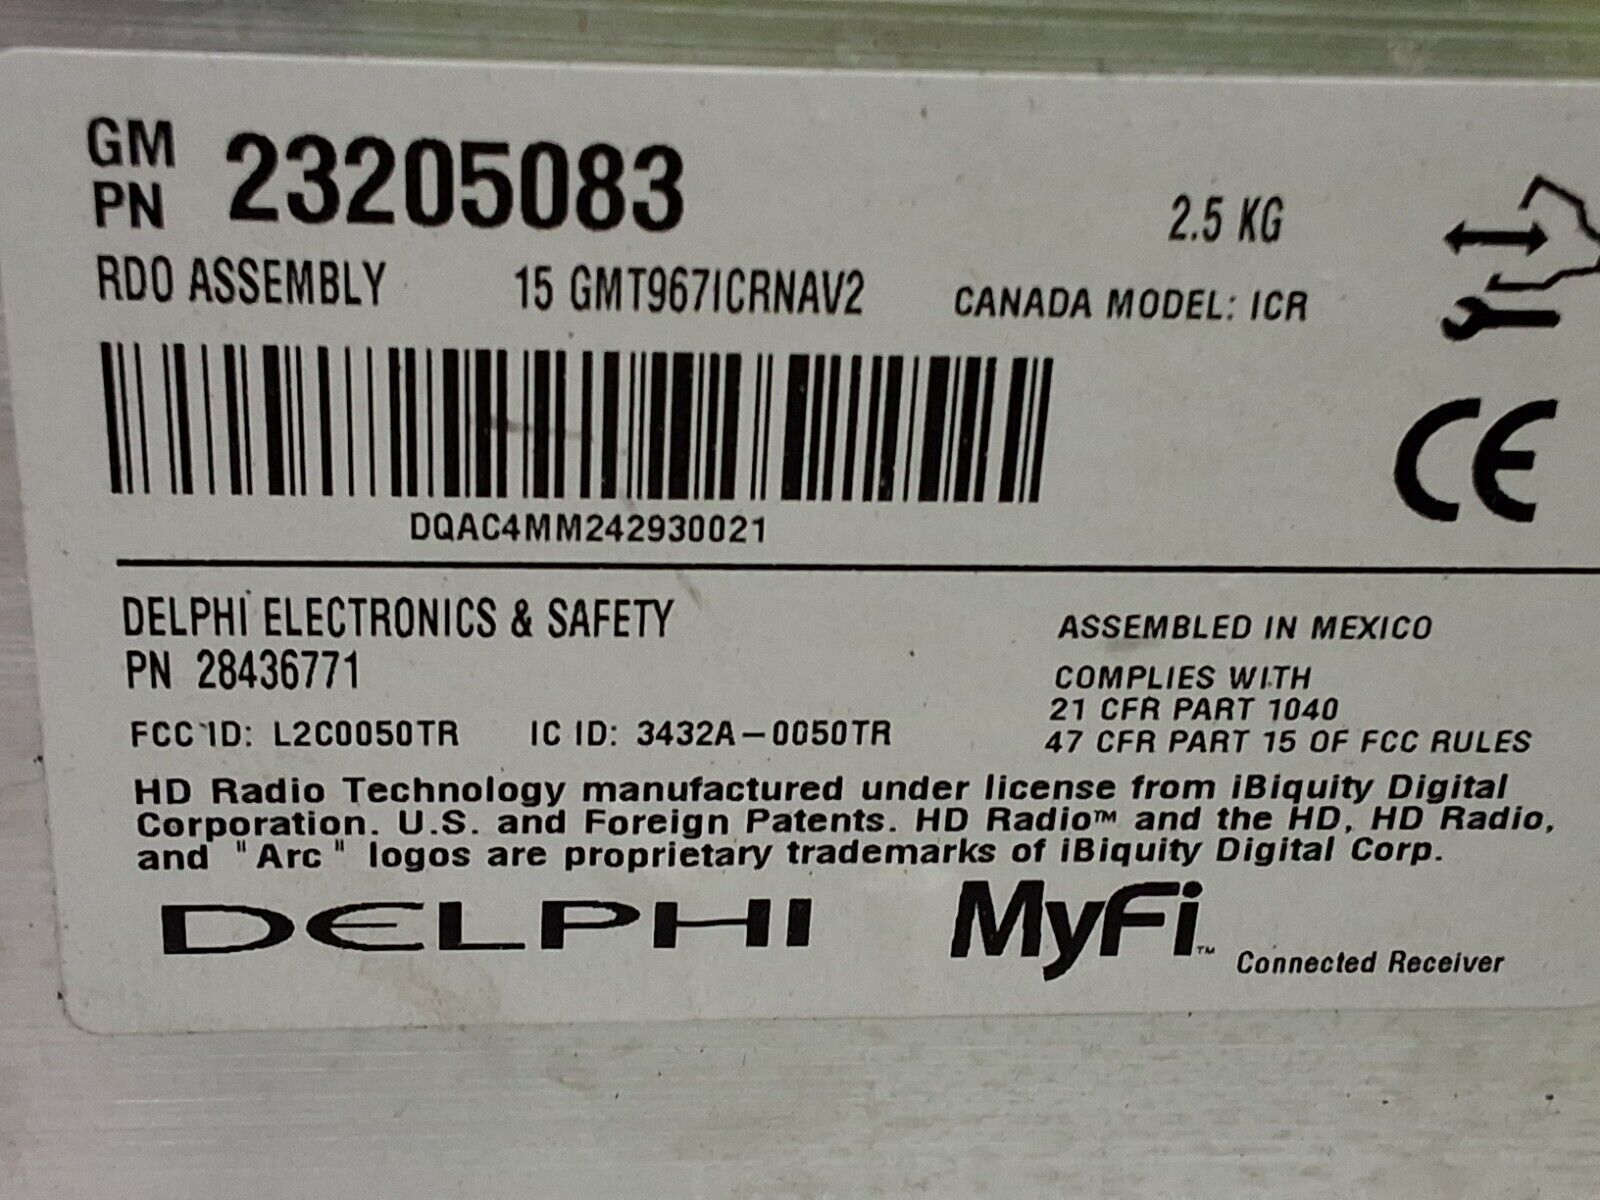 GM PN 23205083
2.5 KG
RDO ASSEMBLY 15 GMT967ICRNAV2 CANADA MODEL: ICR
CE
DQAC4MM242930021
DELPHI ELECTRONICS & SAFETY
PN 28436771
ASSEMBLED IN MEXICO
COMPLIES WITH
21 CFR PART 1040
47 CFR PART 15 OF FCC RULES
FCC ID: L2C0050TR IC ID: 3432A-0050TR
HD Radio Technology manufactured under license from iBiquity Digital
Corporation. U.S. and Foreign Patents. HD Radio™ and the HD, HD Radio,
and "Arc" logos are proprietary trademarks of iBiquity Digital Corp.
DELPHI MyFi™ Connected Receiver